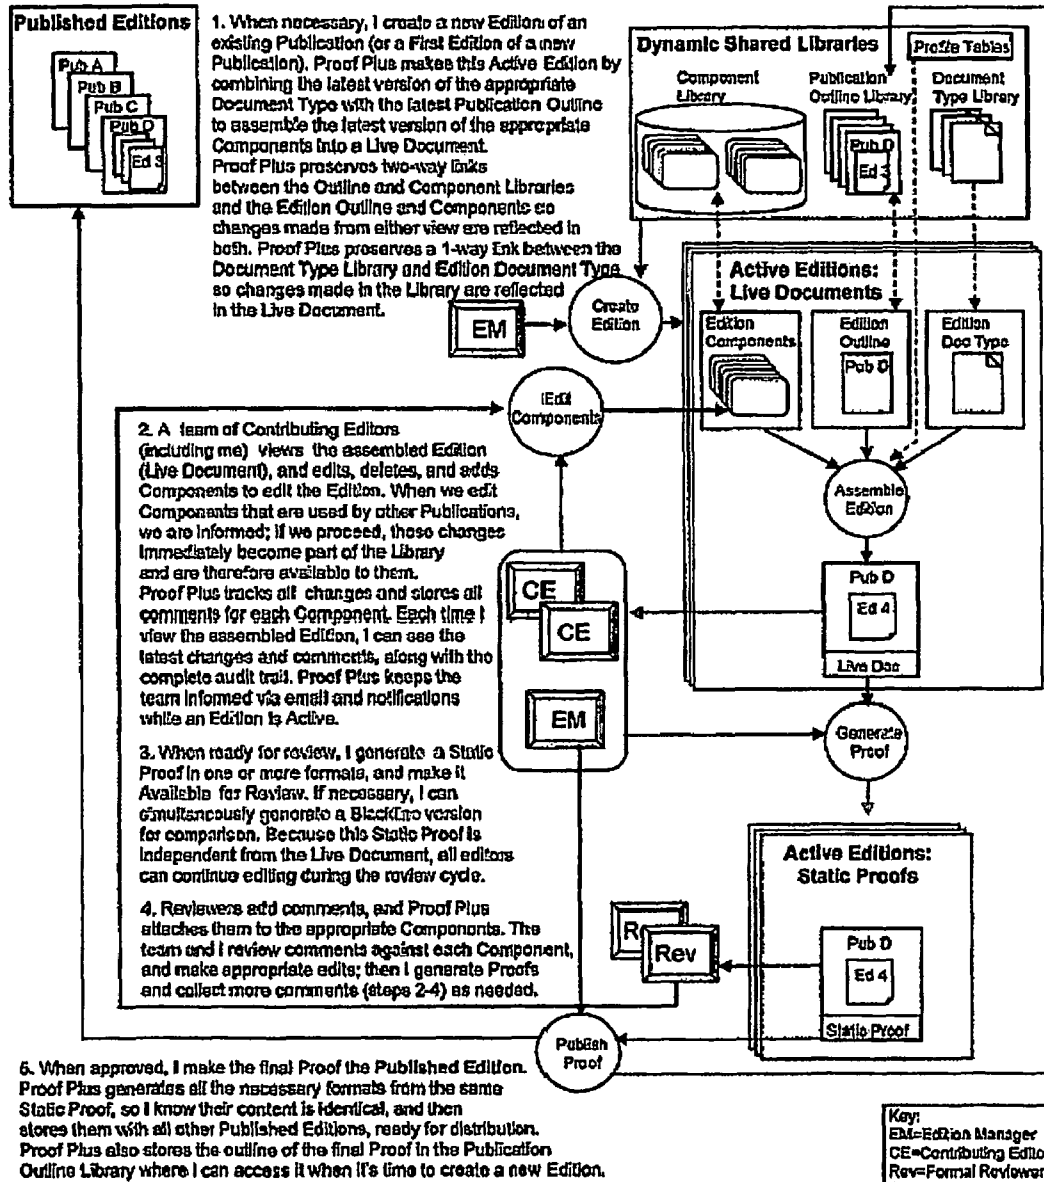 Published Editions
Pub A
Pub B
Pub C
Pub D
Ed 3
1. When necessary, I create a new Edition of an
existing Publication (or a First Edition of a new
Publication). Proof Plus makes this Active Edition by
combining the latest version of the appropriate
Document Type with the latest Publication Outline
to assemble the latest version of the appropriate
Components into a Live Document.
Proof Plus preserves two-way links
between the Outline and Component Libraries
and the Edition Outline and Components so
changes made from either view are reflected in
both. Proof Plus preserves a 1-way link between the
Document Type Library and Edition Document Type
so changes made in the Library are reflected
in the Live Document.
Dynamic Shared Libraries
Profile Tables
Component
Library
Publication
Outline Library
Document
Type Library
Pub D
Ed 3
EM
Create
Edition
Active Editions:
Live Documents
Edition
Components
Edition
Outline
Pub D
Edition
Doc Type
Edit
Components
Assemble
Edition
2. A team of Contributing Editors
(including me) views the assembled Edition
(Live Document), and edits, deletes, and adds
Components to edit the Edition. When we edit
Components that are used by other Publications,
we are informed; if we proceed, those changes
immediately become part of the Library
and are therefore available to them.
Proof Plus tracks all changes and stores all
comments for each Component. Each time I
view the assembled Edition, I can see the
latest changes and comments, along with the
complete audit trail. Proof Plus keeps the
team informed via email and notifications
while an Edition is Active.
CE
CE
EM
Pub D
Ed 4
Live Doc
Generate
Proof
3. When ready for review, I generate a Static
Proof in one or more formats, and make it
Available for Review. If necessary, I can
simultaneously generate a BlackLine version
for comparison. Because this Static Proof is
independent from the Live Document, all editors
can continue editing during the review cycle.
4. Reviewers add comments, and Proof Plus
attaches them to the appropriate Components. The
team and I review comments against each Component,
and make appropriate edits; then I generate Proofs
and collect more comments (steps 2-4) as needed.
Active Editions:
Static Proofs
R
Rev
Pub D
Ed 4
Static Proof
Publish
Proof
5. When approved, I make the final Proof the Published Edition.
Proof Plus generates all the necessary formats from the same
Static Proof, so I know their content is identical, and then
stores them with all other Published Editions, ready for distribution.
Proof Plus also stores the outline of the final Proof in the Publication
Outline Library where I can access it when it's time to create a new Edition.
Key:
EM=Edition Manager
CE=Contributing Edito
Rev=Formal Reviewer